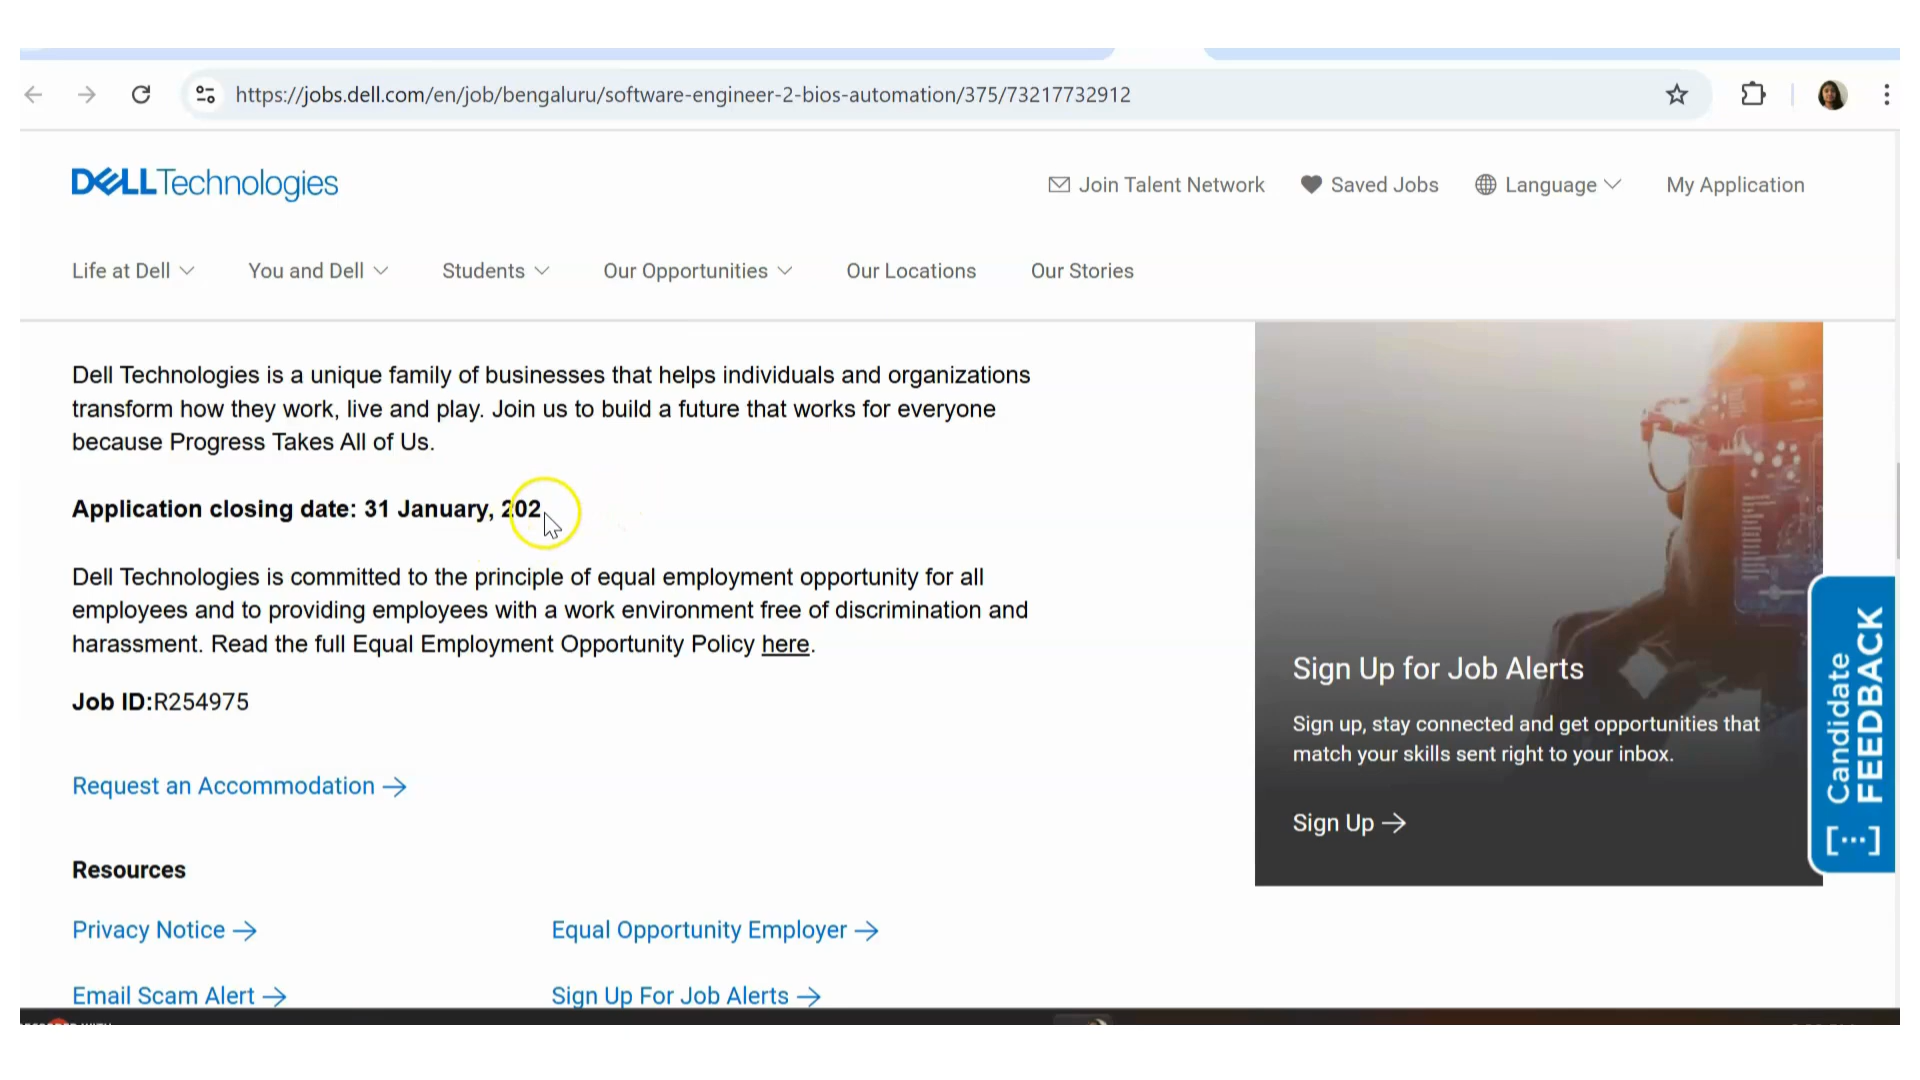 https://jobs.dell.com/en/job/bengaluru/software-engineer-2-bios-automation/375/73217732912
DELLTechnologies
Join Talent Network Saved Jobs Language My Application
Life at Dell You and Dell Students Our Opportunities Our Locations Our Stories
Dell Technologies is a unique family of businesses that helps individuals and organizations
transform how they work, live and play. Join us to build a future that works for everyone
because Progress Takes All of Us.
Application closing date: 31 January, 202
Dell Technologies is committed to the principle of equal employment opportunity for all
employees and to providing employees with a work environment free of discrimination and
harassment. Read the full Equal Employment Opportunity Policy here.
Job ID:R254975
Request an Accommodation →
Resources
Privacy Notice → Equal Opportunity Employer →
Email Scam Alert → Sign Up For Job Alerts →
Sign Up for Job Alerts
Sign up, stay connected and get opportunities that
match your skills sent right to your inbox.
Sign Up →
Candidate
FEEDBACK